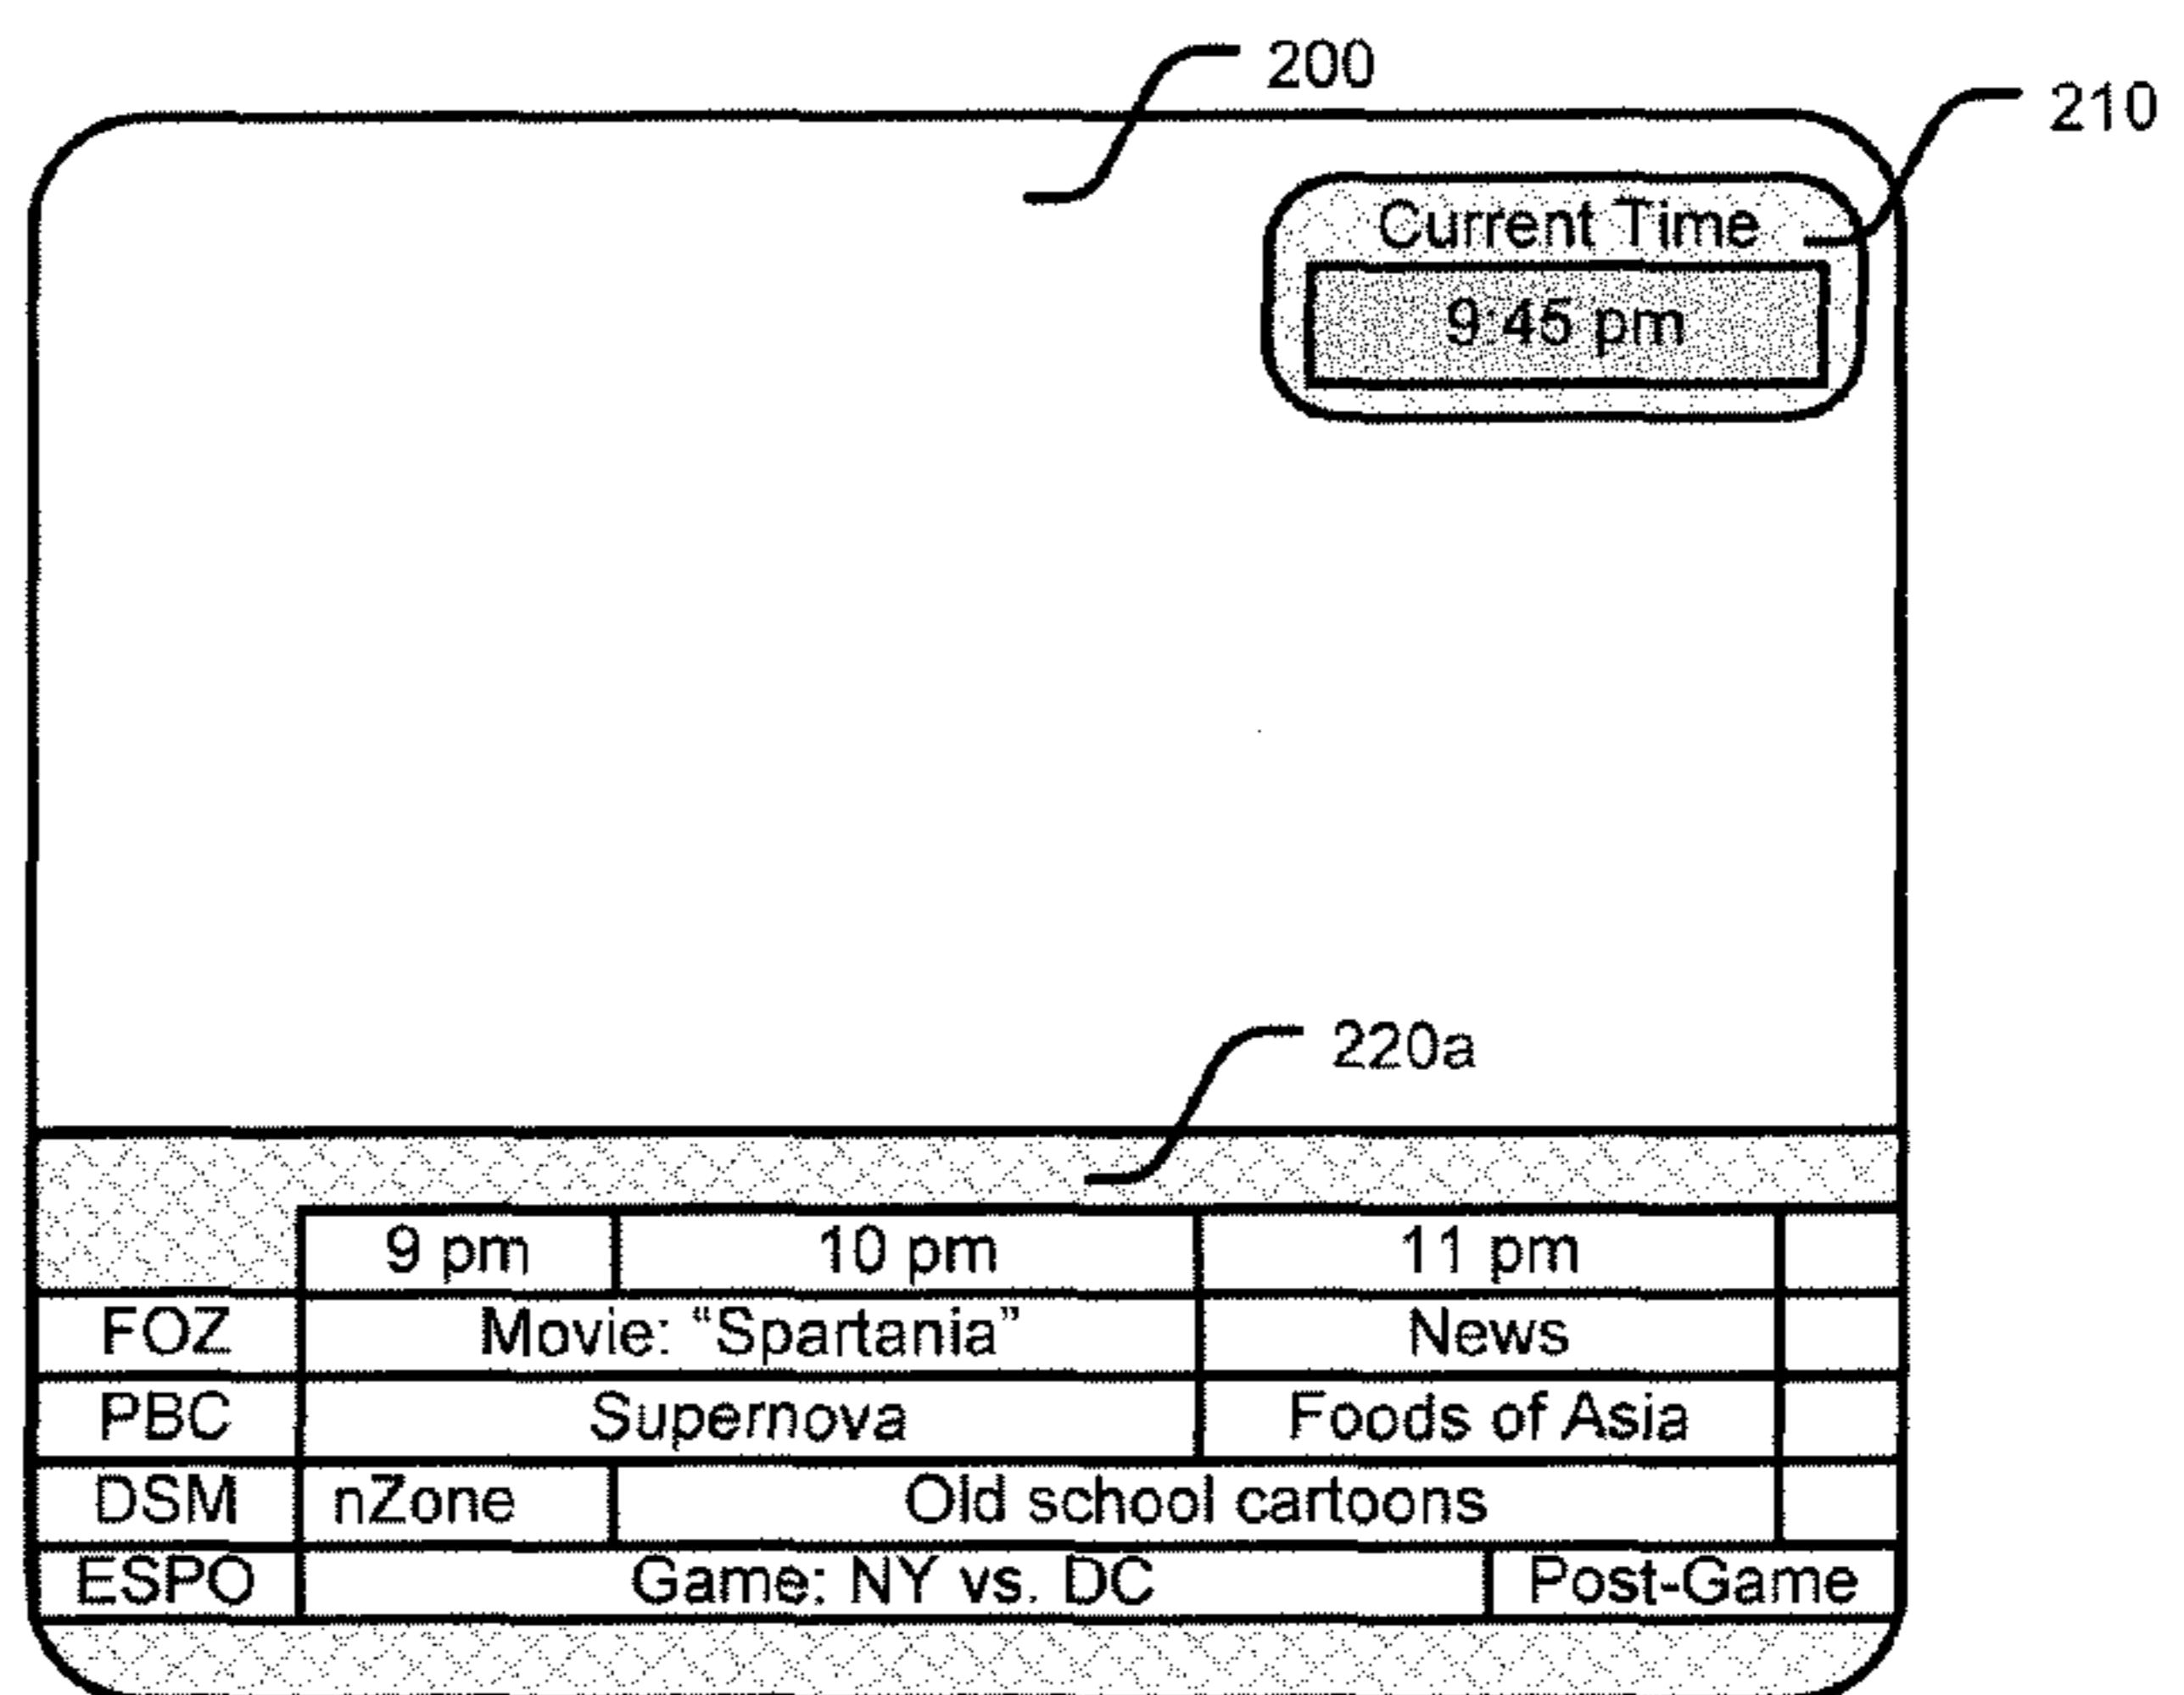 200
210
Current Time
9:45 pm
220a
9 pm 10 pm 11 pm
FOZ Movie: “Spartania” News
PBC Supernova Foods of Asia
DSM nZone Old school cartoons
ESPO Game: NY vs. DC Post-Game